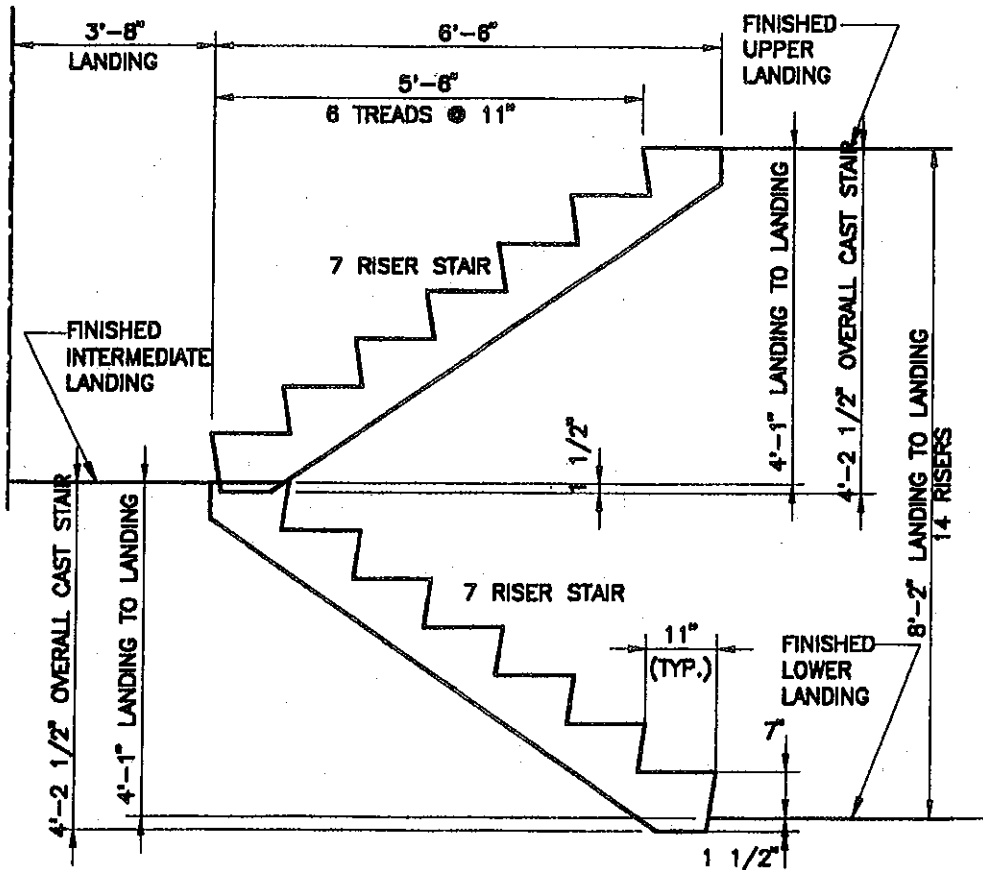 3'-8"
LANDING
6'-6"
FINISHED
UPPER
LANDING
5'-6"
6 TREADS @ 11"
7 RISER STAIR
4'-1" LANDING TO LANDING
4'-2 1/2" OVERALL CAST STAIR
8'-2" LANDING TO LANDING
14 RISERS
FINISHED
INTERMEDIATE
LANDING
1 1/2"
4'-2 1/2" OVERALL CAST STAIR
4'-1" LANDING TO LANDING
7 RISER STAIR
11"
(TYP.)
FINISHED
LOWER
LANDING
7"
1 1/2"